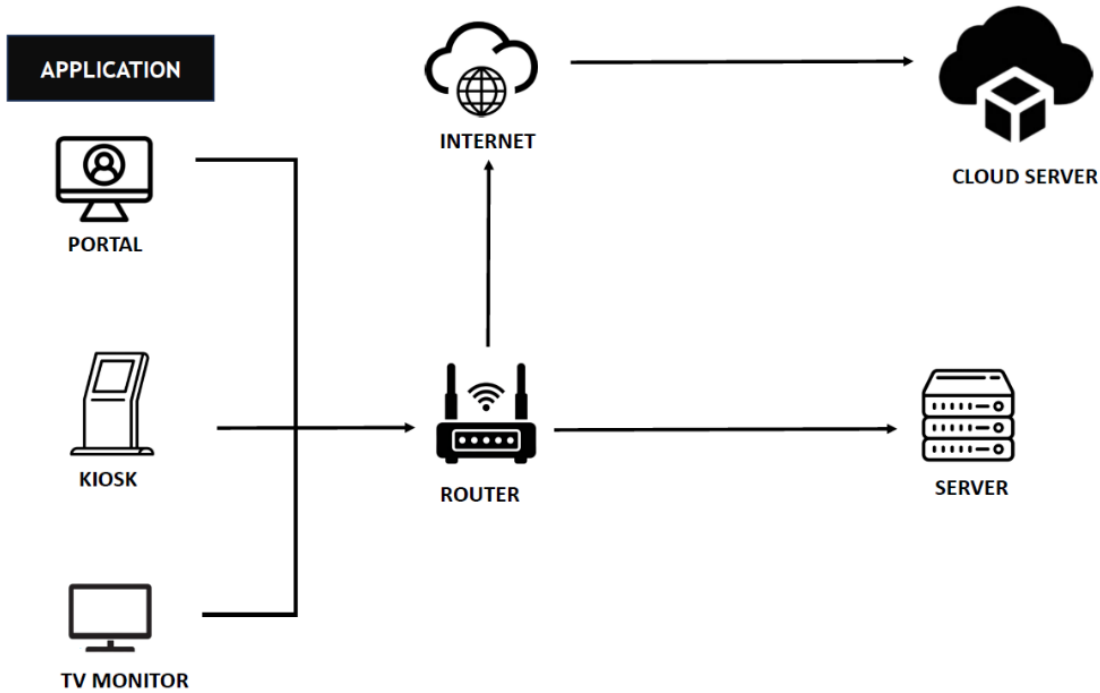 APPLICATION
INTERNET
CLOUD SERVER
PORTAL
KIOSK
ROUTER
SERVER
TV MONITOR